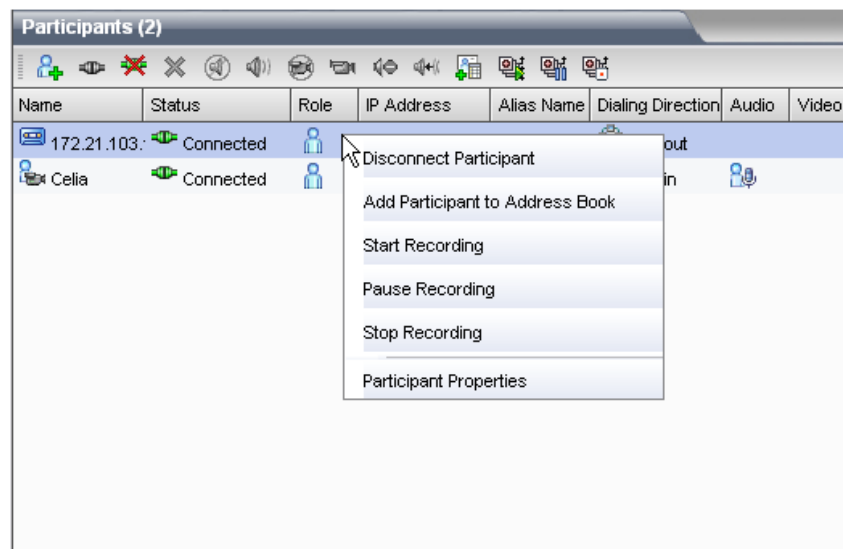 Participants (2)
Name Status Role IP Address Alias Name Dialing Direction Audio Video
172.21.103. Connected out
Celia Connected in
Disconnect Participant
Add Participant to Address Book
Start Recording
Pause Recording
Stop Recording
Participant Properties